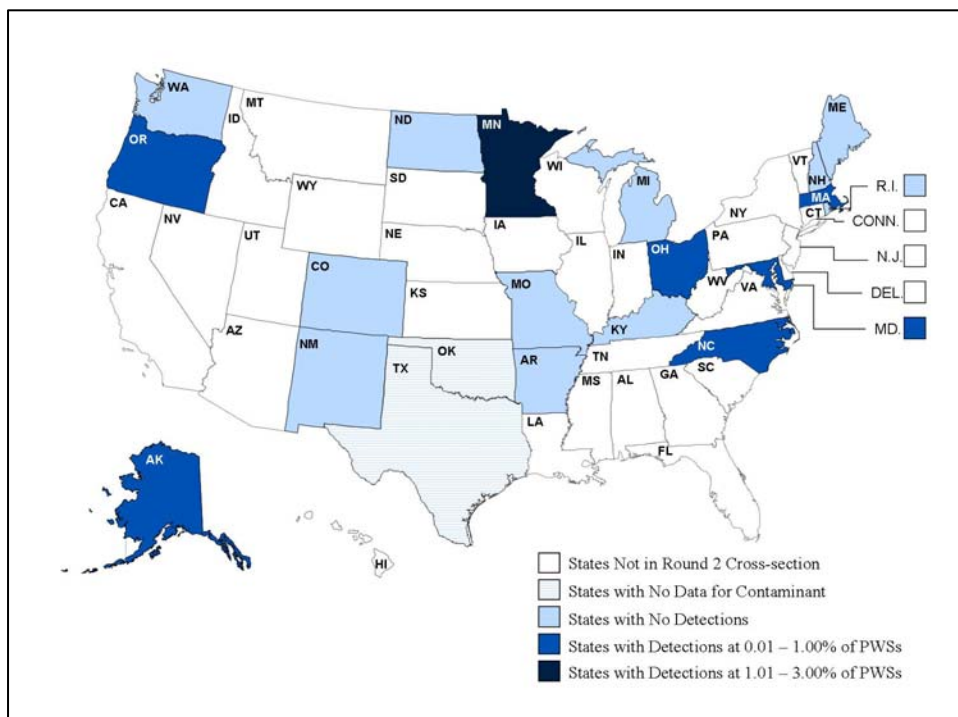 WA
MT
ME
ND
MN
ID
OR
VT
NH
WI
MI
MA
R.I.
SD
WY
CT
NY
CONN.
CA
NV
IA
PA
NE
N.J.
UT
IL
IN
OH
CO
MO
WV
VA
DEL.
KS
KY
MD.
AZ
NM
OK
NC
TN
TX
AR
SC
MS
AL
GA
LA
FL
AK
HI
States Not in Round 2 Cross-section
States with No Data for Contaminant
States with No Detections
States with Detections at 0.01 – 1.00% of PWSs
States with Detections at 1.01 – 3.00% of PWSs